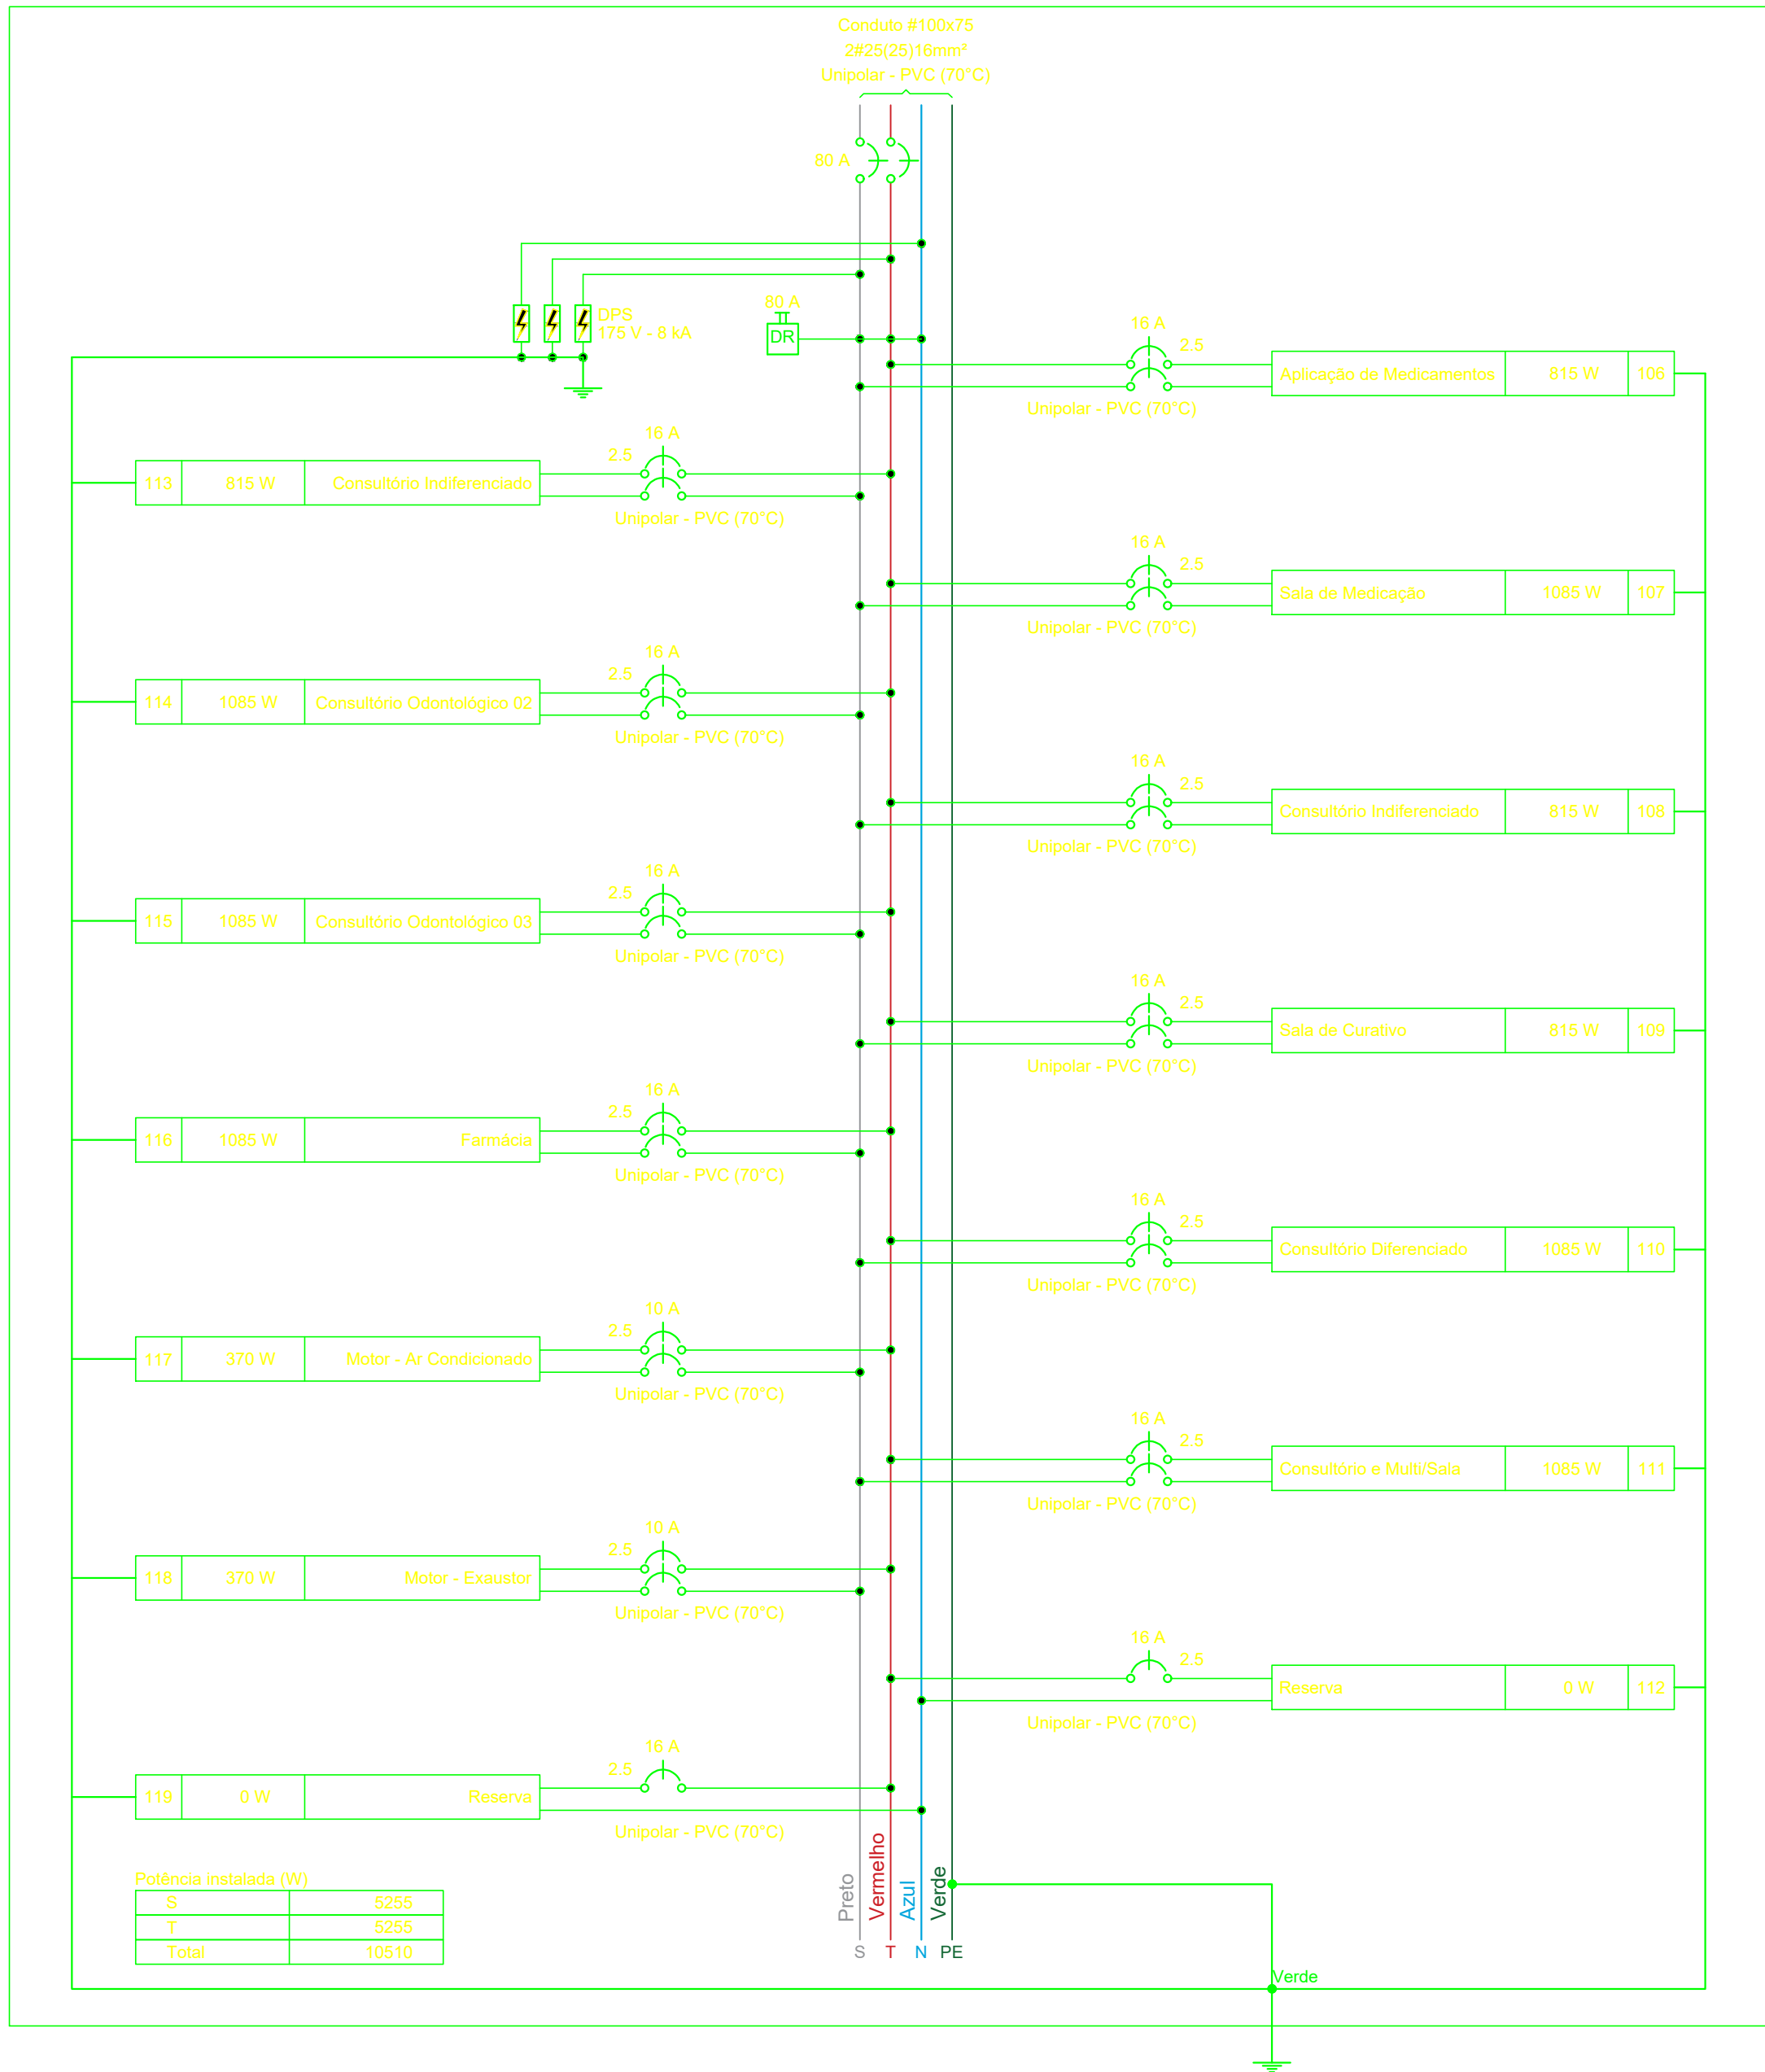 Conduto #100x75
2#25(25)16mm²
Unipolar - PVC (70°C)
80 A
DPS
175 V - 8 kA
80 A
DR
16 A
2.5
Aplicação de Medicamentos 815 W 106
Unipolar - PVC (70°C)
16 A
2.5
113 815 W Consultório Indiferenciado
Unipolar - PVC (70°C)
16 A
2.5
Sala de Medicação 1085 W 107
Unipolar - PVC (70°C)
16 A
2.5
114 1085 W Consultório Odontológico 02
Unipolar - PVC (70°C)
16 A
2.5
Consultório Indiferenciado 815 W 108
Unipolar - PVC (70°C)
16 A
2.5
115 1085 W Consultório Odontológico 03
Unipolar - PVC (70°C)
16 A
2.5
Sala de Curativo 815 W 109
Unipolar - PVC (70°C)
16 A
2.5
116 1085 W Farmácia
Unipolar - PVC (70°C)
16 A
2.5
Consultório Diferenciado 1085 W 110
Unipolar - PVC (70°C)
10 A
2.5
117 370 W Motor - Ar Condicionado
Unipolar - PVC (70°C)
16 A
2.5
Consultório e Multi/Sala 1085 W 111
Unipolar - PVC (70°C)
10 A
2.5
118 370 W Motor - Exaustor
Unipolar - PVC (70°C)
16 A
2.5
Reserva 0 W 112
Unipolar - PVC (70°C)
16 A
2.5
119 0 W Reserva
Unipolar - PVC (70°C)
Potência instalada (W)
S 5255
T 5255
Total 10510
Preto
Vermelho
Azul
Verde
S T N PE
Verde